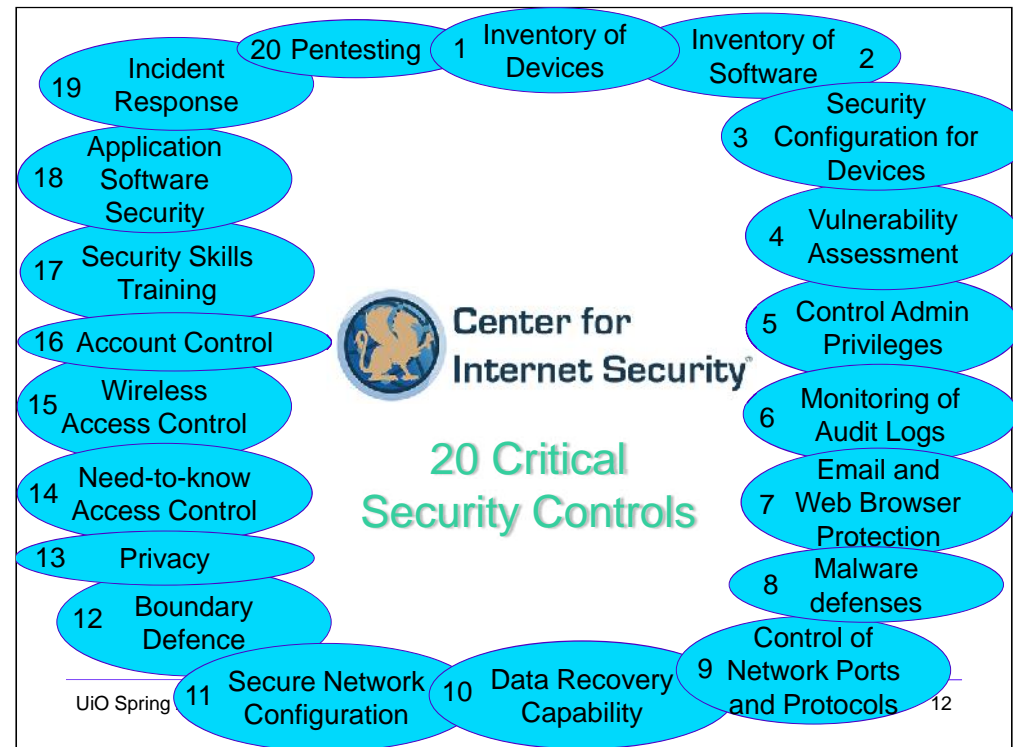 20 Pentesting
1 Inventory of
Devices
Inventory of 2
Software
3 Security
Configuration for
Devices
4 Vulnerability
Assessment
5 Control Admin
Privileges
6 Monitoring of
Audit Logs
7 Email and
Web Browser
Protection
8 Malware
defenses
9 Control of
Network Ports
and Protocols
10 Data Recovery
Capability
11 Secure Network
Configuration
12 Boundary
Defence
13 Privacy
14 Need-to-know
Access Control
15 Wireless
Access Control
16 Account Control
17 Security Skills
Training
18 Application
Software
Security
19 Incident
Response
Center for
Internet Security®
20 Critical
Security Controls
UiO Spring
12